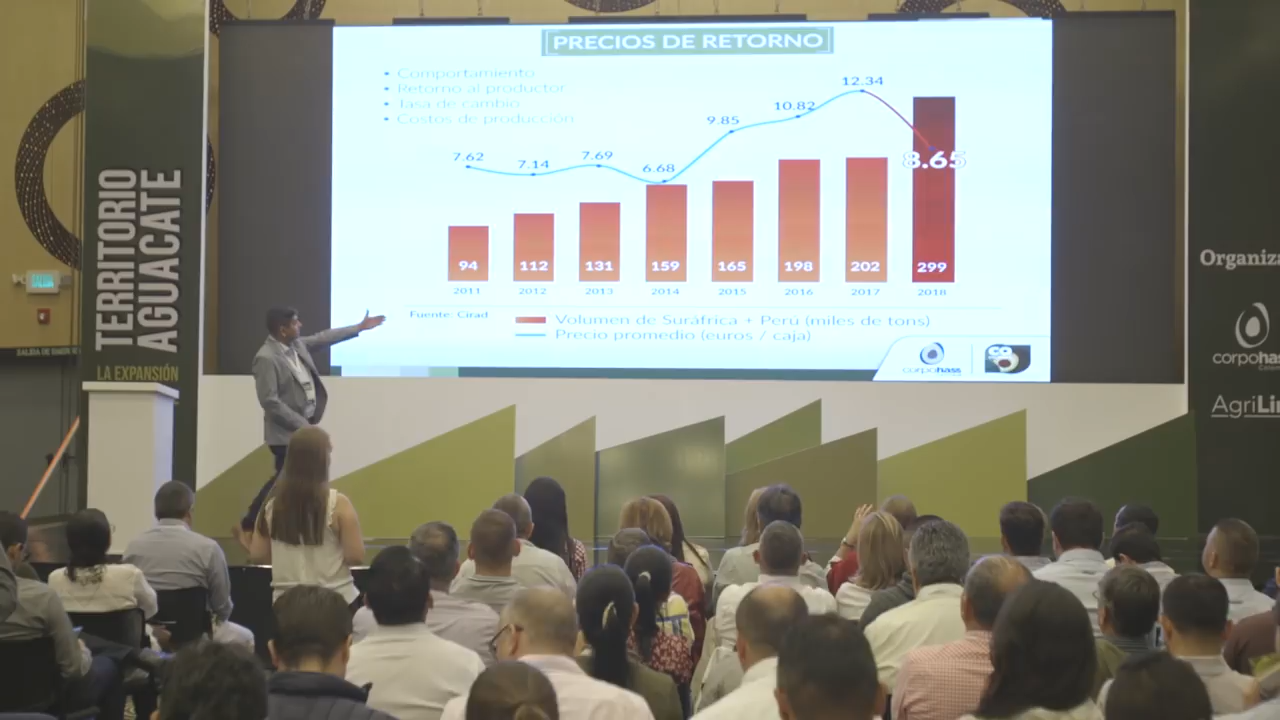 PRECIOS DE RETORNO
• Comportamiento
• Retorno al productor
• Tasa de cambio
• Costos de producción
7.62
7.14
7.69
6.68
9.85
10.82
12.34
8.65
94
112
131
159
165
198
202
299
2011
2012
2013
2014
2015
2016
2017
2018
Fuente: Cirad
Volumen de Suráfrica + Perú (miles de tons)
Precio promedio (euros / caja)
corpohass
CO
TERRITORIO
AGUACATE
LA EXPANSIÓN
SALIDA
Organiza
corpohas
AgriLin